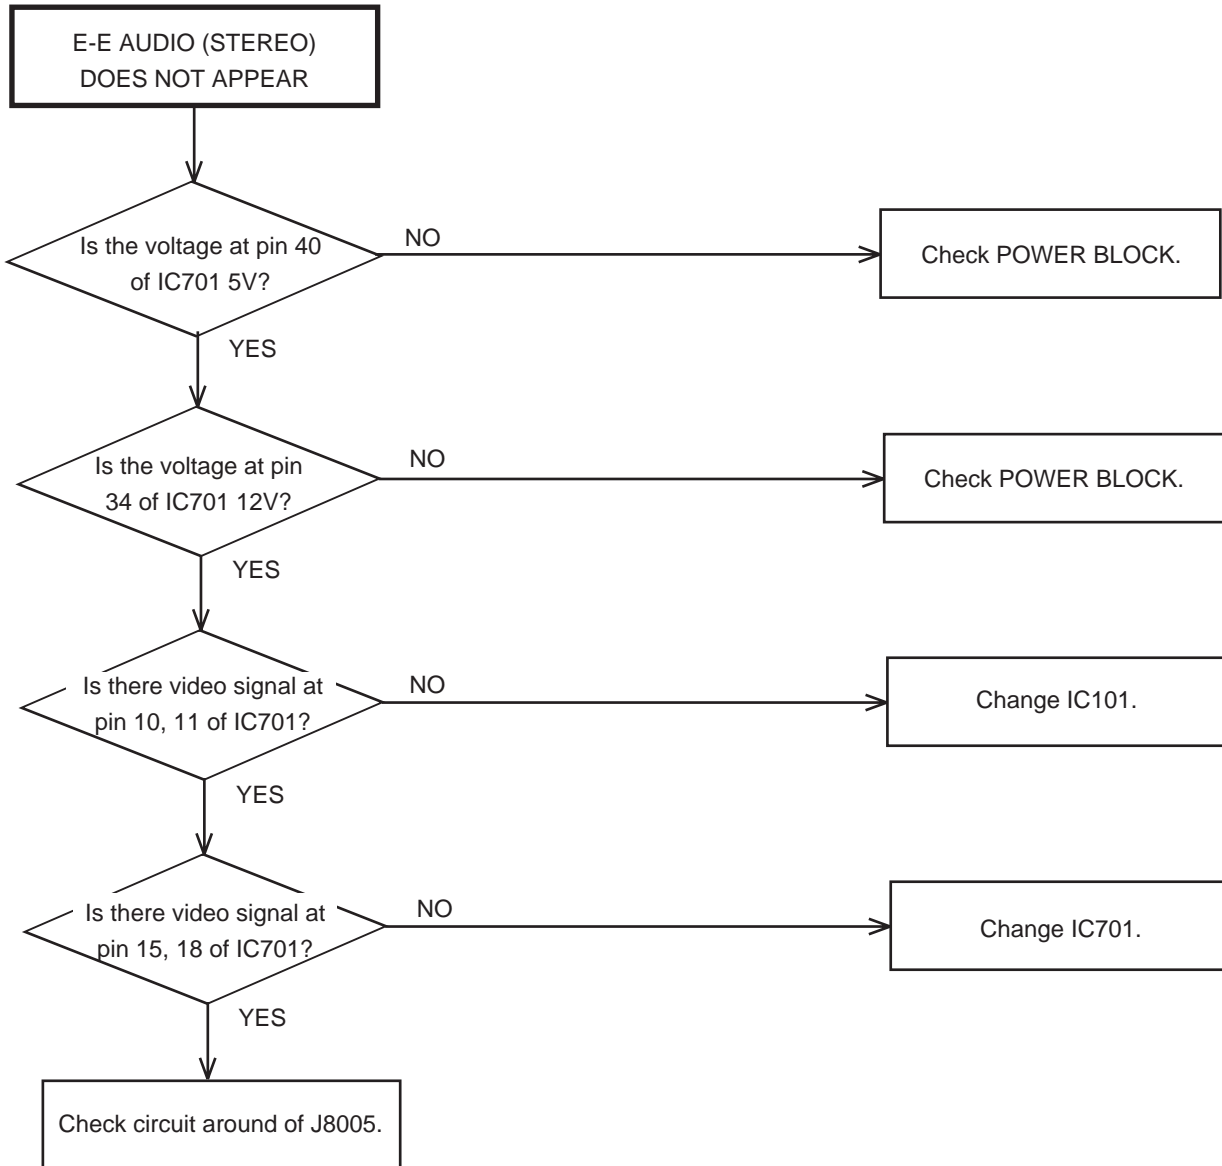 E-E AUDIO (STEREO)
DOES NOT APPEAR
Is the voltage at pin 40
of IC701 5V?
NO
Check POWER BLOCK.
YES
Is the voltage at pin
34 of IC701 12V?
NO
Check POWER BLOCK.
YES
Is there video signal at
pin 10, 11 of IC701?
NO
Change IC101.
YES
Is there video signal at
pin 15, 18 of IC701?
NO
Change IC701.
YES
Check circuit around of J8005.